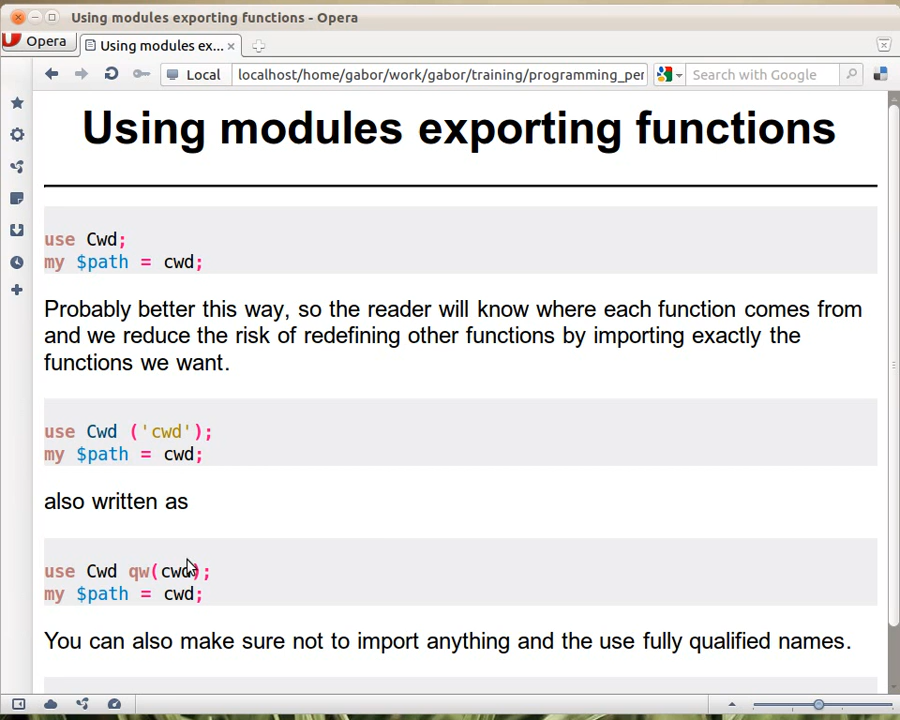 Using modules exporting functions - Opera
Opera
Using modules ex...
Local
localhost/home/gabor/work/gabor/training/programming_per
Search with Google
Using modules exporting functions
use Cwd;
my $path = cwd;
Probably better this way, so the reader will know where each function comes from
and we reduce the risk of redefining other functions by importing exactly the
functions we want.
use Cwd ('cwd');
my $path = cwd;
also written as
use Cwd qw(cwd);
my $path = cwd;
You can also make sure not to import anything and the use fully qualified names.